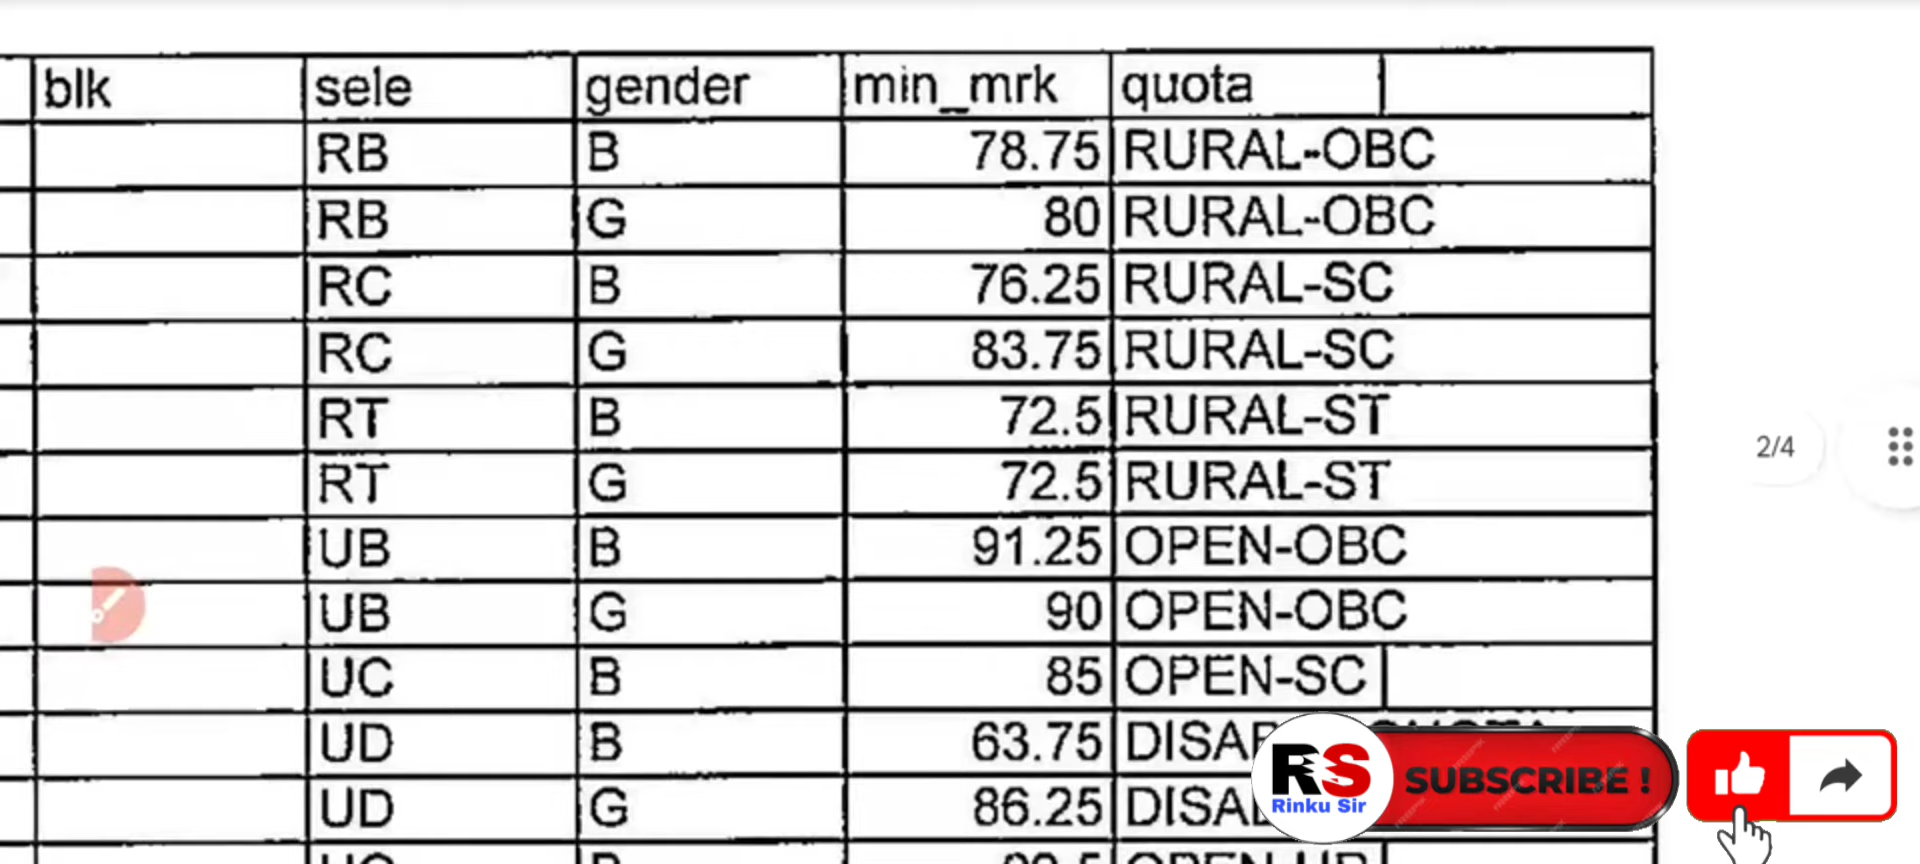 blk sele gender min_mrk quota
RB B 78.75 RURAL-OBC
RB G 80 RURAL-OBC
RC B 76.25 RURAL-SC
RC G 83.75 RURAL-SC
RT B 72.5 RURAL-ST
RT G 72.5 RURAL-ST
UB B 91.25 OPEN-OBC
UB G 90 OPEN-OBC
UC B 85 OPEN-SC
UD B 63.75
UD G 86.25
2/4
RS
Rinku Sir
SUBSCRIBE !